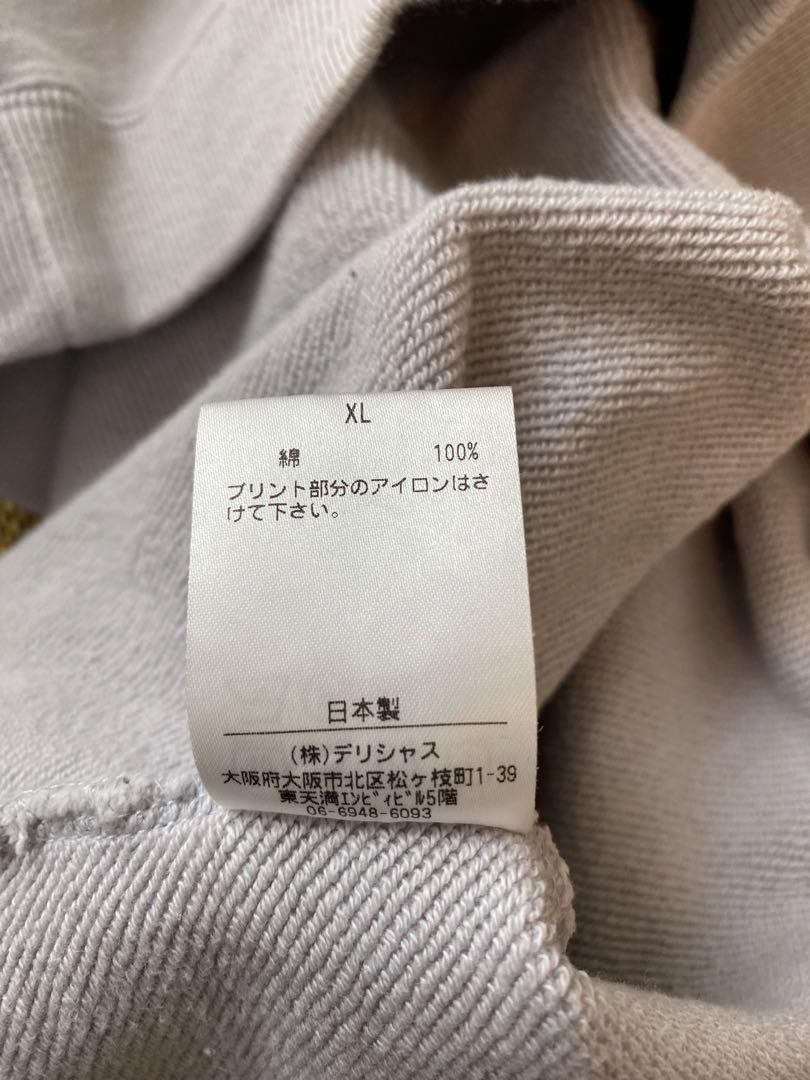 XL
綿 100%
プリント部分のアイロンはさ
けて下さい。
日本製
(株)デリシャス
大阪府大阪市北区松ヶ枝町1-39
東天満エンビィビル5階
06-6948-6093